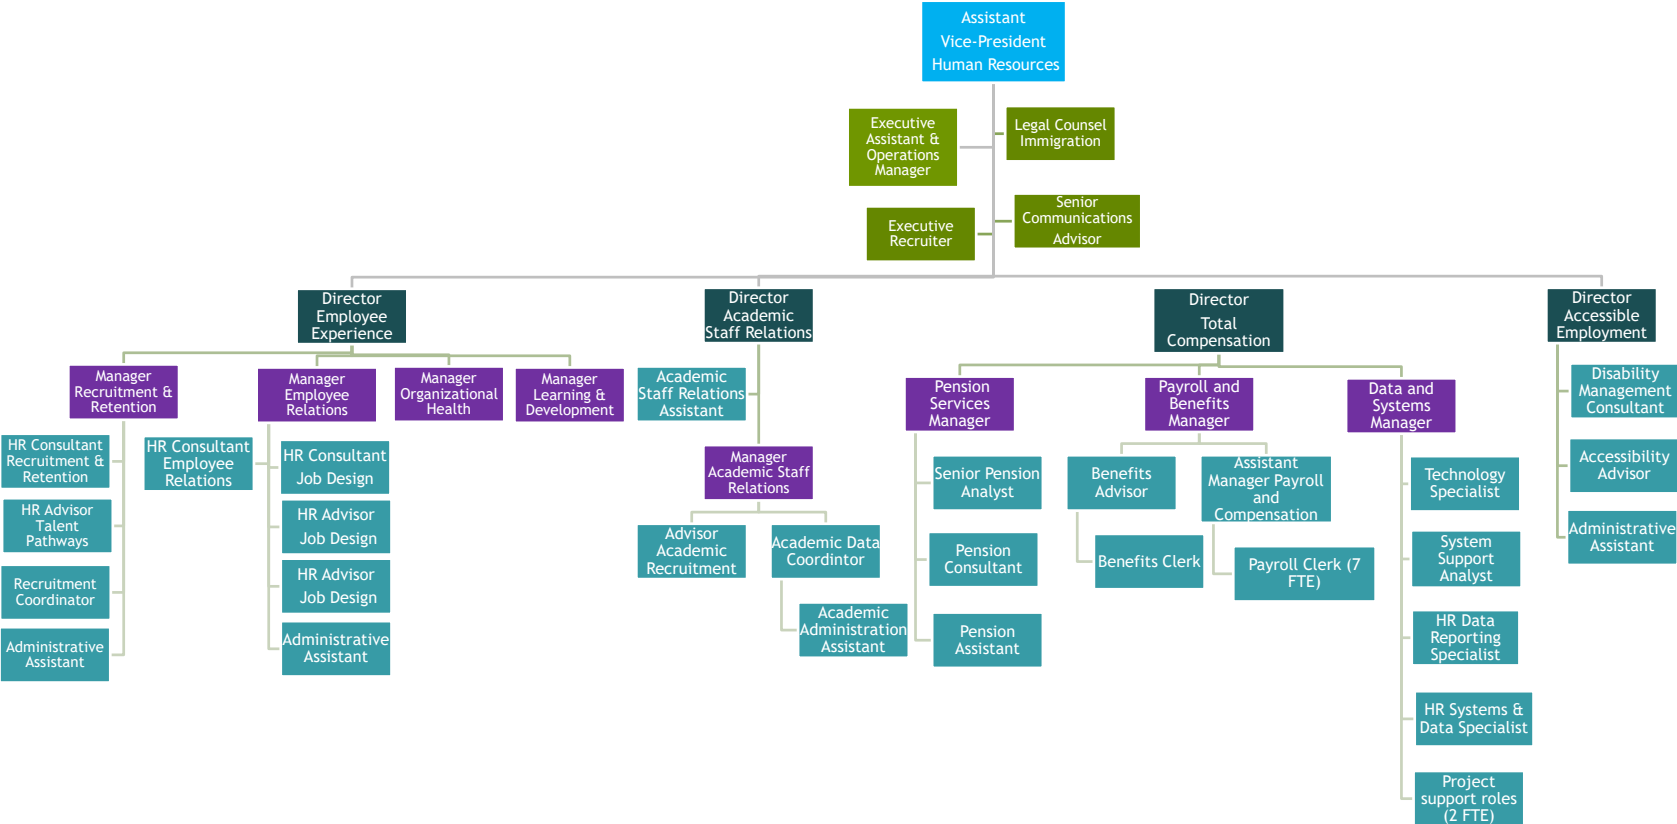 Assistant
Vice-President
Human Resources
Executive
Assistant &
Operations
Manager
Legal Counsel
Immigration
Executive
Recruiter
Senior
Communications
Advisor
Director
Employee
Experience
Director
Academic
Staff Relations
Director
Total
Compensation
Director
Accessible
Employment
Manager
Recruitment &
Retention
Manager
Employee
Relations
Manager
Organizational
Health
Manager
Learning &
Development
HR Consultant
Recruitment &
Retention
HR Advisor
Talent
Pathways
Recruitment
Coordinator
Administrative
Assistant
HR Consultant
Employee
Relations
HR Consultant
Job Design
HR Advisor
Job Design
HR Advisor
Job Design
Administrative
Assistant
Academic
Staff Relations
Assistant
Manager
Academic Staff
Relations
Advisor
Academic
Recruitment
Academic Data
Coordintor
Academic
Administration
Assistant
Pension
Services
Manager
Payroll and
Benefits
Manager
Data and
Systems
Manager
Senior Pension
Analyst
Pension
Consultant
Pension
Assistant
Benefits
Advisor
Benefits Clerk
Assistant
Manager Payroll
and
Compensation
Payroll Clerk (7
FTE)
Technology
Specialist
System
Support
Analyst
HR Data
Reporting
Specialist
HR Systems &
Data Specialist
Project
support roles
(2 FTE)
Disability
Management
Consultant
Accessibility
Advisor
Administrative
Assistant